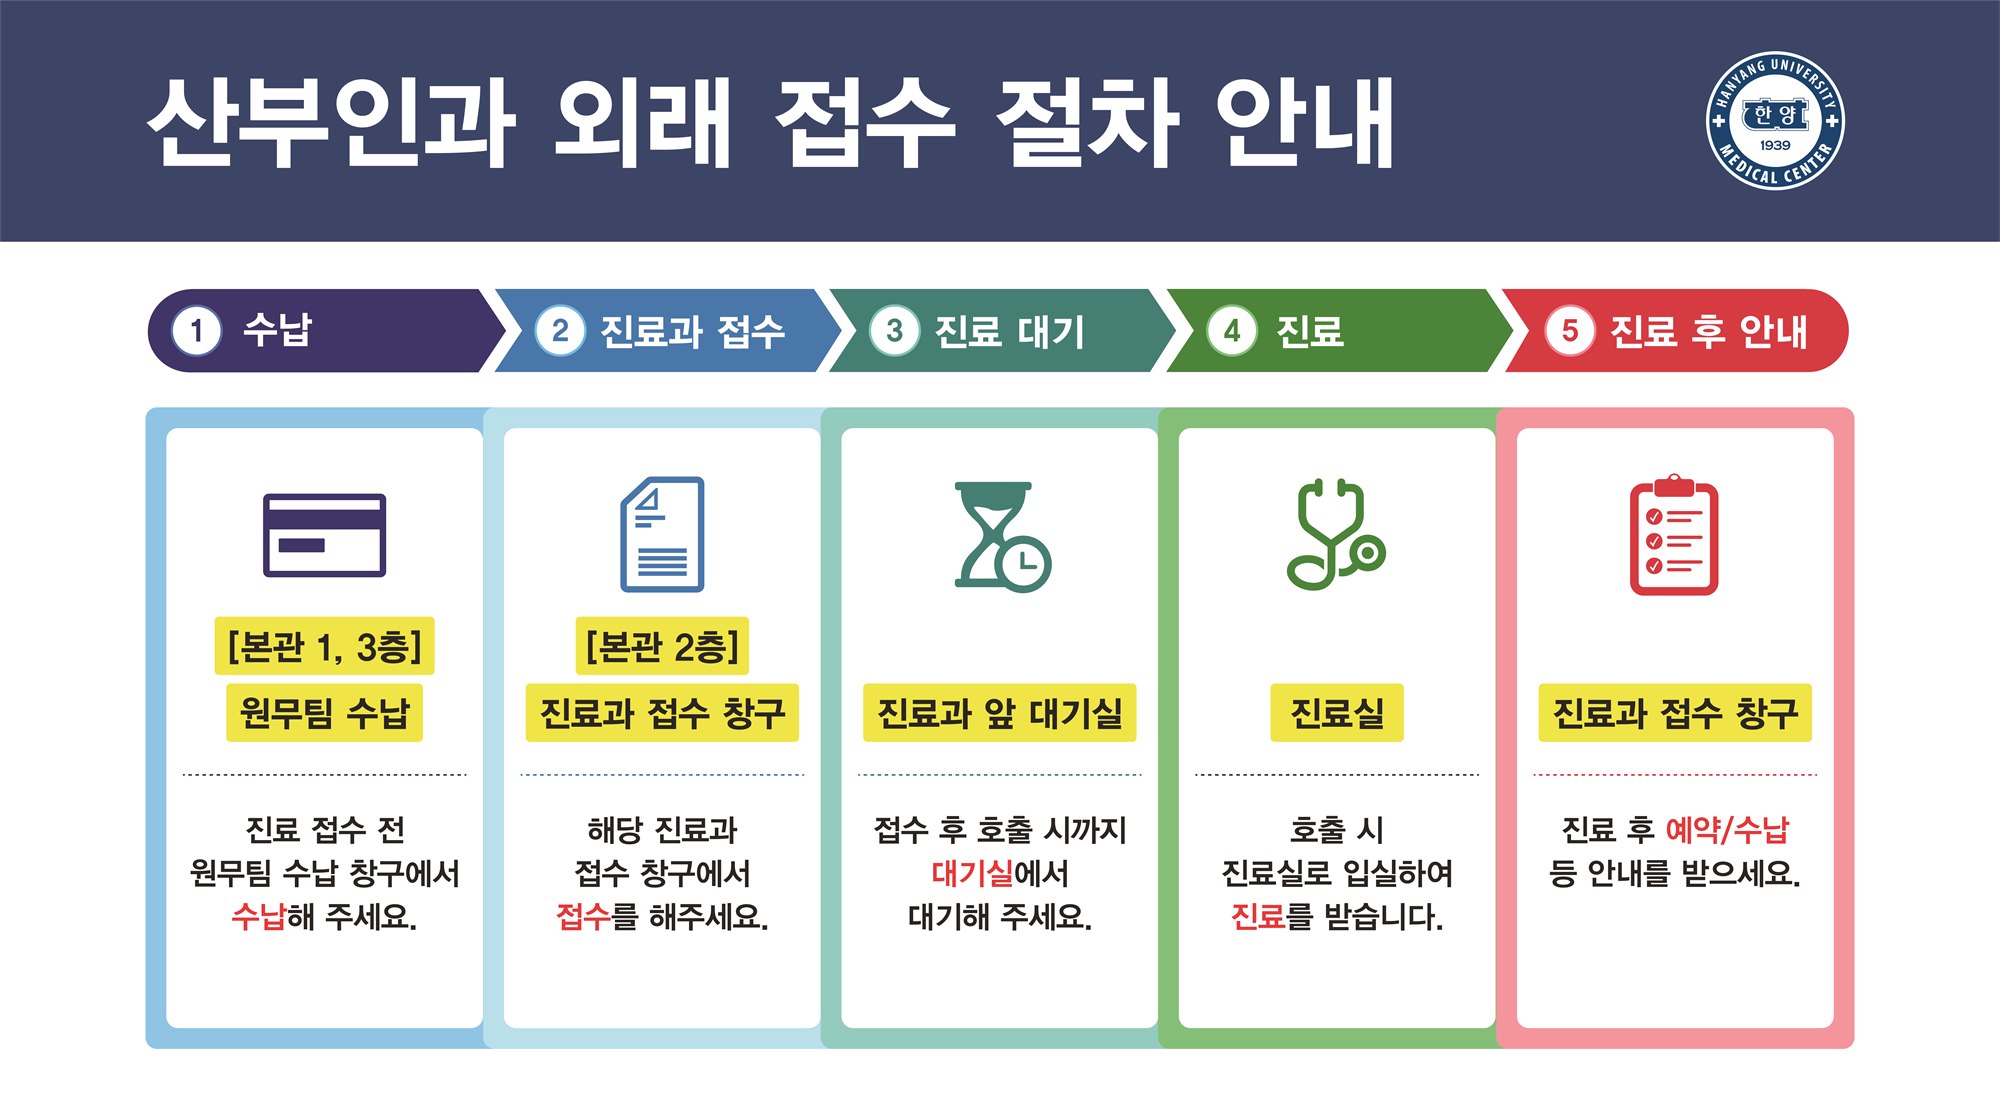 산부인과 외래 접수 절차 안내
HANYANG UNIVERSITY
한양
1939
MEDICAL CENTER
1 수납
2 진료과 접수
3 진료 대기
4 진료
5 진료 후 안내
[본관 1, 3층]
원무팀 수납
진료 접수 전
원무팀 수납 창구에서
수납해 주세요.
[본관 2층]
진료과 접수 창구
해당 진료과
접수 창구에서
접수를 해주세요.
진료과 앞 대기실
접수 후 호출 시까지
대기실에서
대기해 주세요.
진료실
호출 시
진료실로 입실하여
진료를 받습니다.
진료과 접수 창구
진료 후 예약/수납
등 안내를 받으세요.